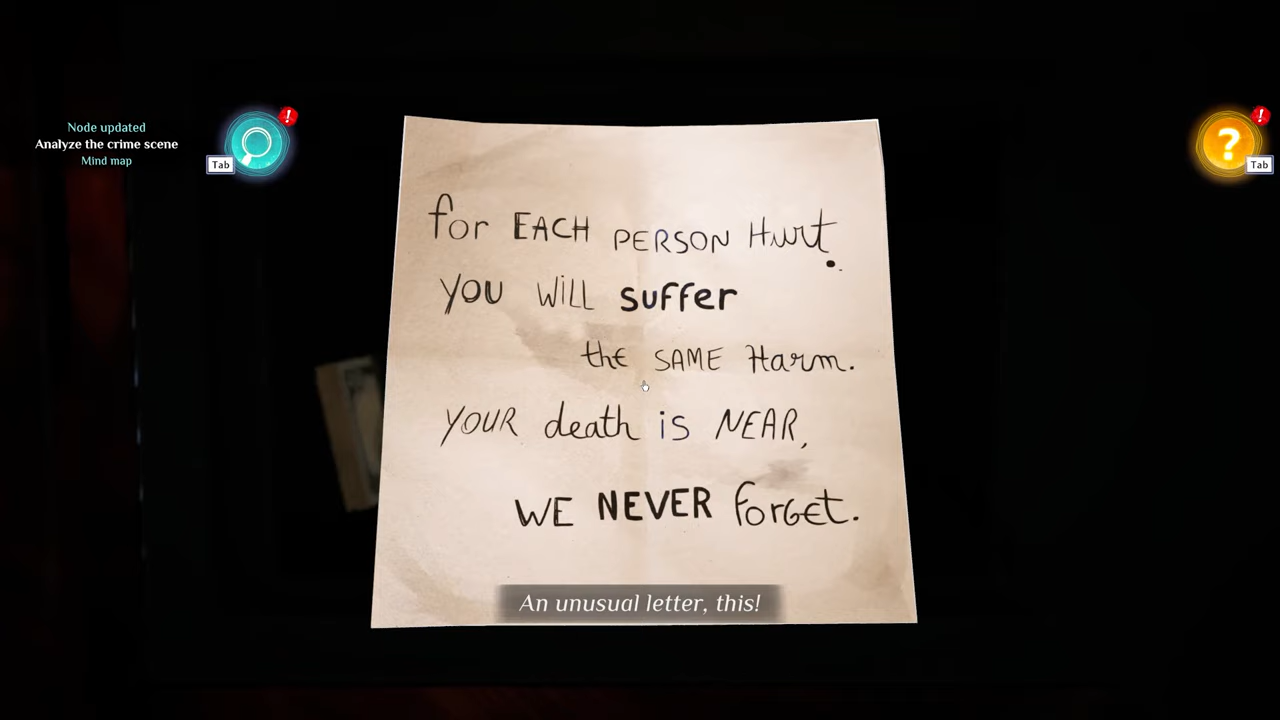 Node updated
Analyze the crime scene
Mind map
Tab
!
?
!
Tab
for EACH PERSON Hurt.
YOU WiLL suffer
the SAME Harm.
YOUR death is NEAR,
WE NEVER forGet.
An unusual letter, this!